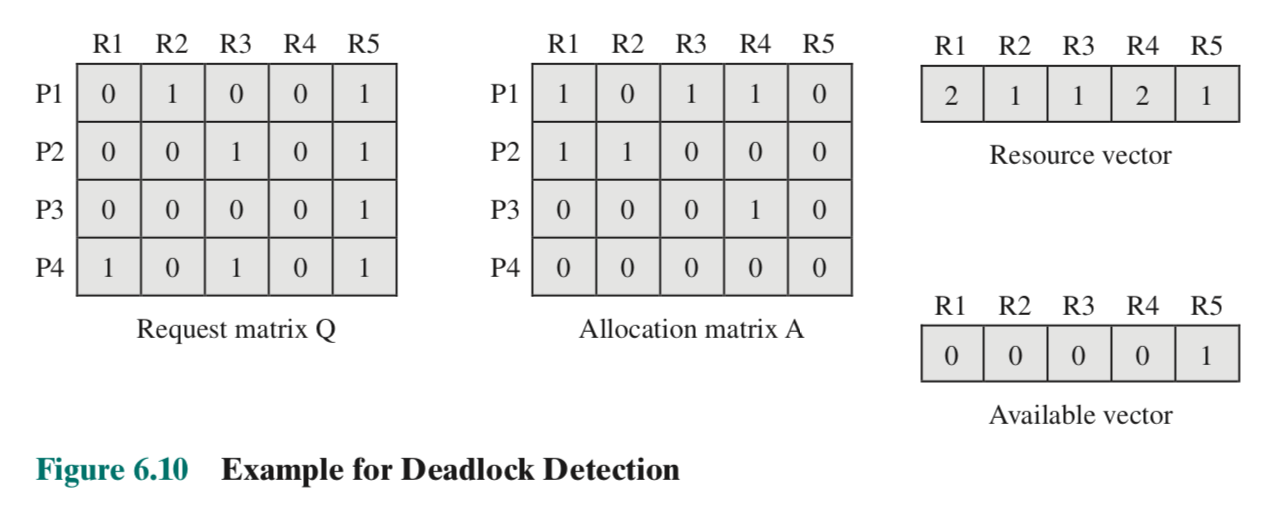 R1 R2 R3 R4 R5
P1 0 1 0 0 1
P2 0 0 1 0 1
P3 0 0 0 0 1
P4 1 0 1 0 1
Request matrix Q
R1 R2 R3 R4 R5
P1 1 0 1 1 0
P2 1 1 0 0 0
P3 0 0 0 1 0
P4 0 0 0 0 0
Allocation matrix A
R1 R2 R3 R4 R5
2 1 1 2 1
Resource vector
R1 R2 R3 R4 R5
0 0 0 0 1
Available vector
Figure 6.10 Example for Deadlock Detection